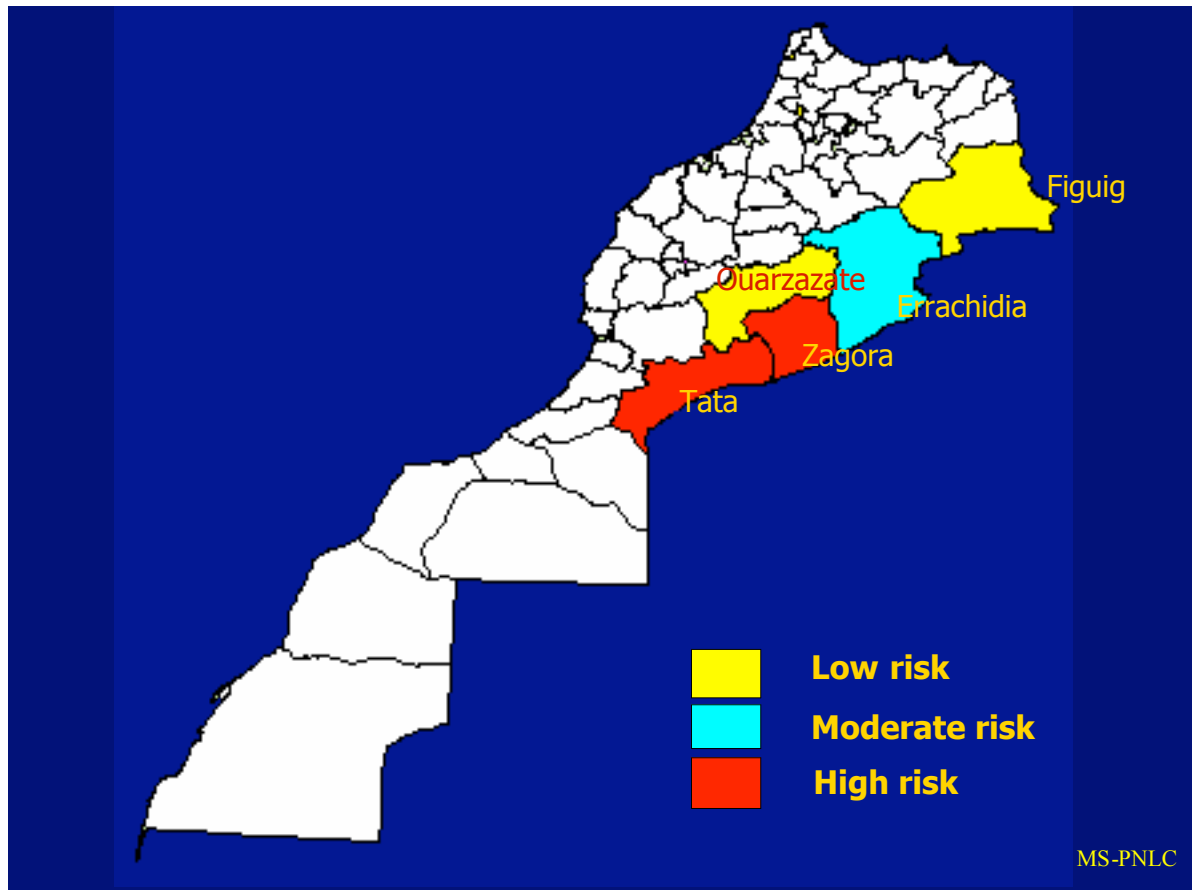 Figuig
Ouarzazate
Errachidia
Zagora
Tata
Low risk
Moderate risk
High risk
MS-PNLC